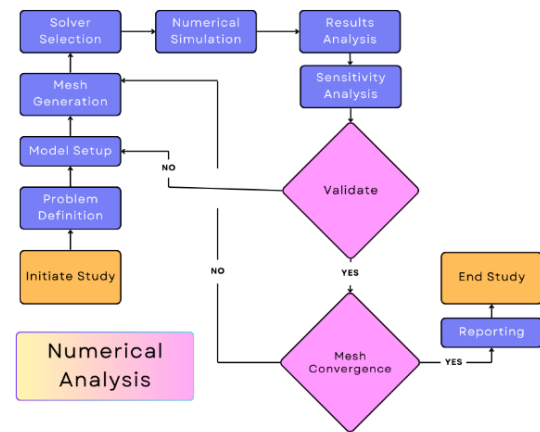 Solver
Selection
Numerical
Simulation
Results
Analysis
Mesh
Generation
Sensitivity
Analysis
Model Setup
NO
Validate
Problem
Definition
Initiate Study
NO
YES
End Study
Reporting
Mesh
Convergence
YES
Numerical
Analysis